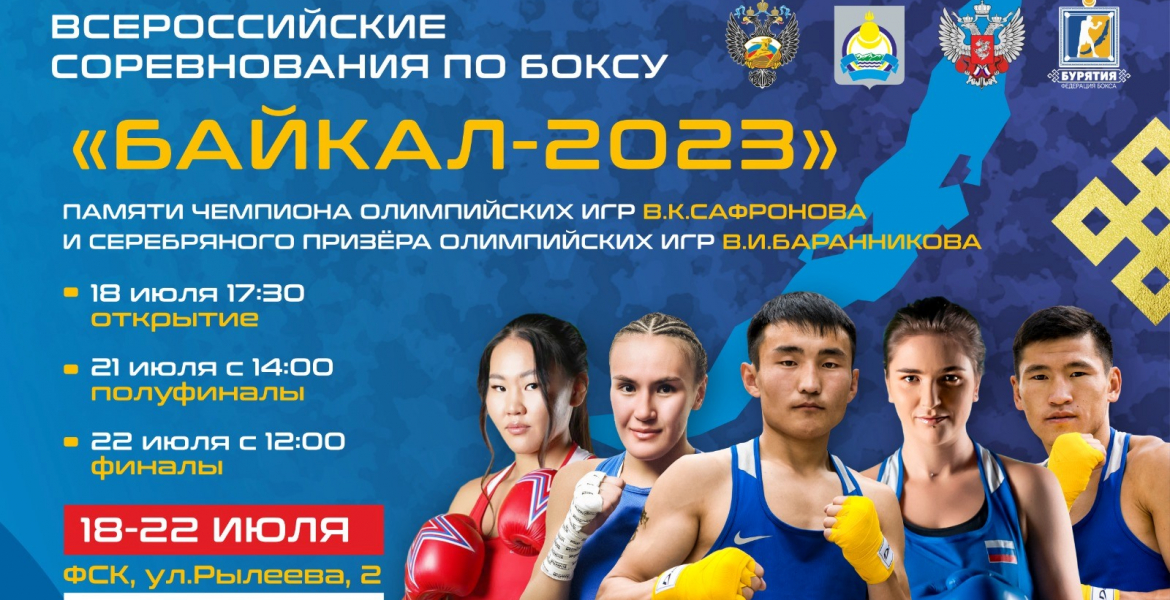 ВСЕРОССИЙСКИЕ
СОРЕВНОВАНИЯ ПО БОКСУ
«БАЙКАЛ-2023»
ПАМЯТИ ЧЕМПИОНА ОЛИМПИЙСКИХ ИГР В.К.САФРОНОВА
И СЕРЕБРЯНОГО ПРИЗЁРА ОЛИМПИЙСКИХ ИГР В.И.БАРАННИКОВА
18 июля 17:30
открытие
21 июля с 14:00
полуфиналы
22 июля с 12:00
финалы
18-22 ИЮЛЯ
ФСК, ул.Рылеева, 2
БУРЯТИЯ
ФЕДЕРАЦИЯ БОКСА